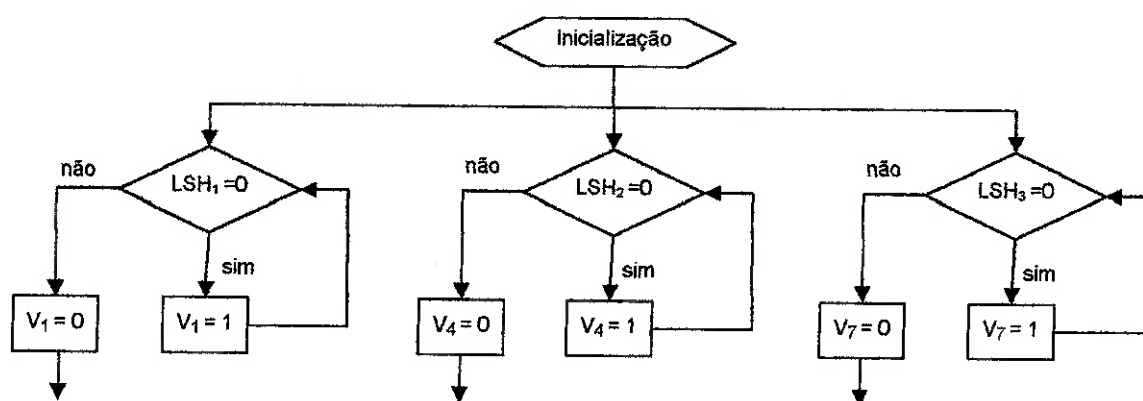 Inicialização
não
LSH₁=0
não
LSH₂=0
não
LSH₃=0
sim
sim
sim
V₁ = 0
V₁ = 1
V₄ = 0
V₄ = 1
V₇ = 0
V₇ = 1